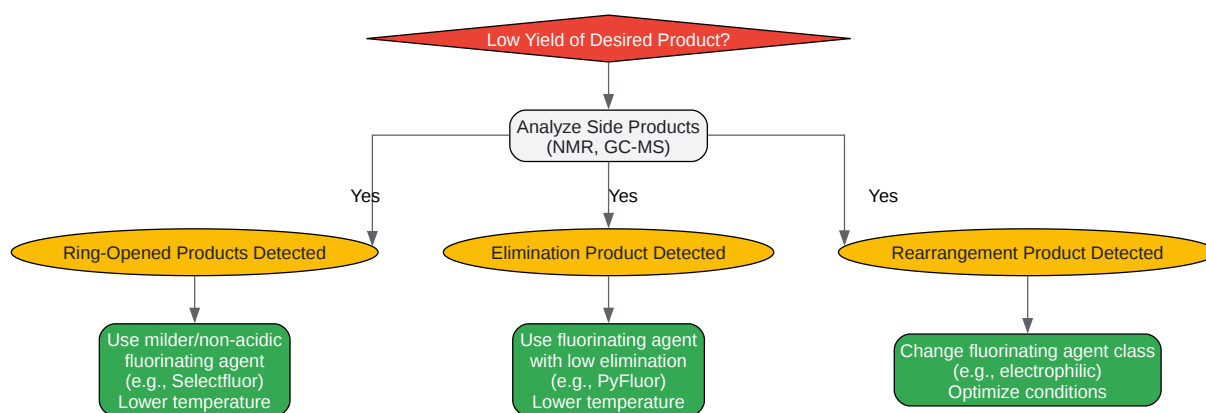 Low Yield of Desired Product?
Analyze Side Products
(NMR, GC-MS)
Yes
Yes
Yes
Ring-Opened Products Detected
Elimination Product Detected
Rearrangement Product Detected
Use milder/non-acidic
fluorinating agent
(e.g., Selectfluor)
Lower temperature
Use fluorinating agent
with low elimination
(e.g., PyFluor)
Lower temperature
Change fluorinating agent class
(e.g., electrophilic)
Optimize conditions